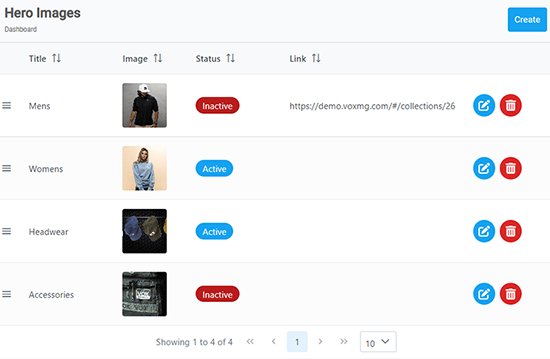 Hero Images
Dashboard
Create
Title Image Status Link
Mens Inactive https://demo.voxmg.com/#/collections/26
Womens Active
Headwear Active
Accessories Inactive
Showing 1 to 4 of 4 << < 1 > >> 10